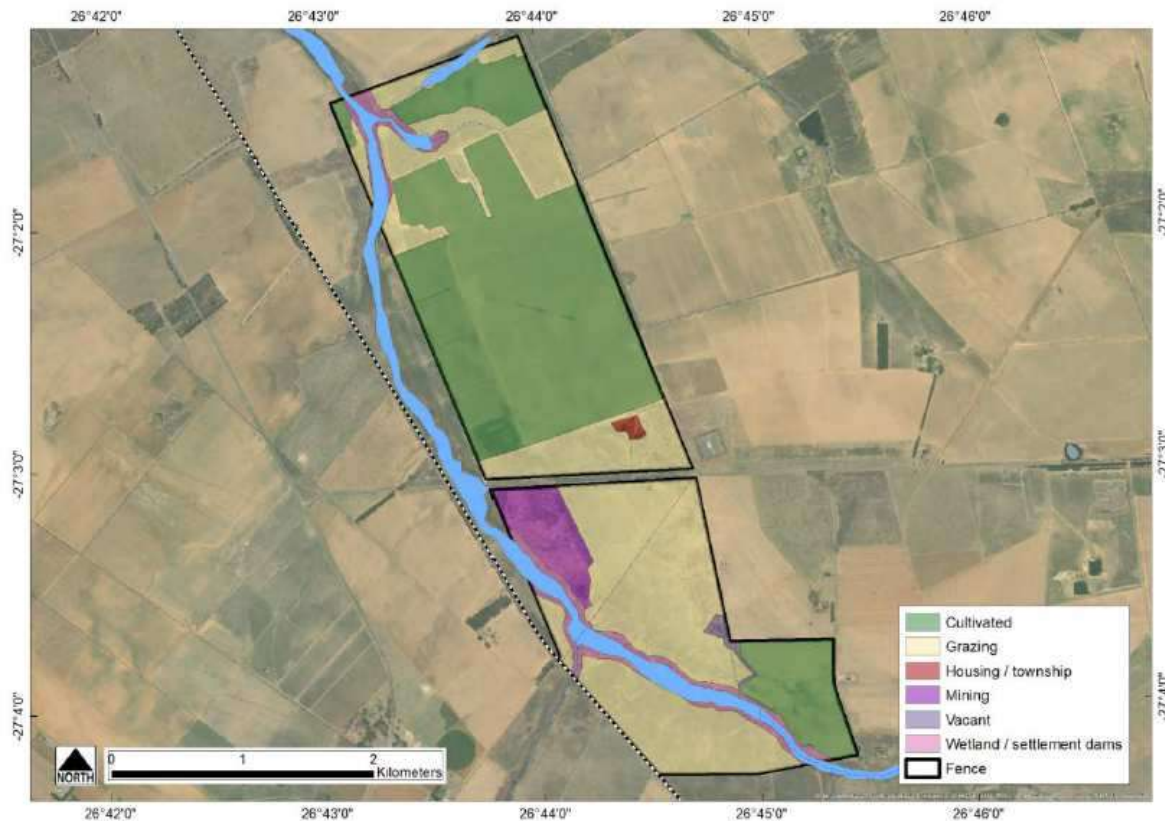 26°42'0" 26°43'0" 26°44'0" 26°45'0" 26°46'0"
-27°2'0" -27°2'0"
-27°3'0" -27°3'0"
-27°4'0" -27°4'0"
Cultivated
Grazing
Housing / township
Mining
Vacant
Wetland / settlement dams
Fence
NORTH
0 1 2
Kilometers
26°42'0" 26°43'0" 26°44'0" 26°45'0" 26°46'0"